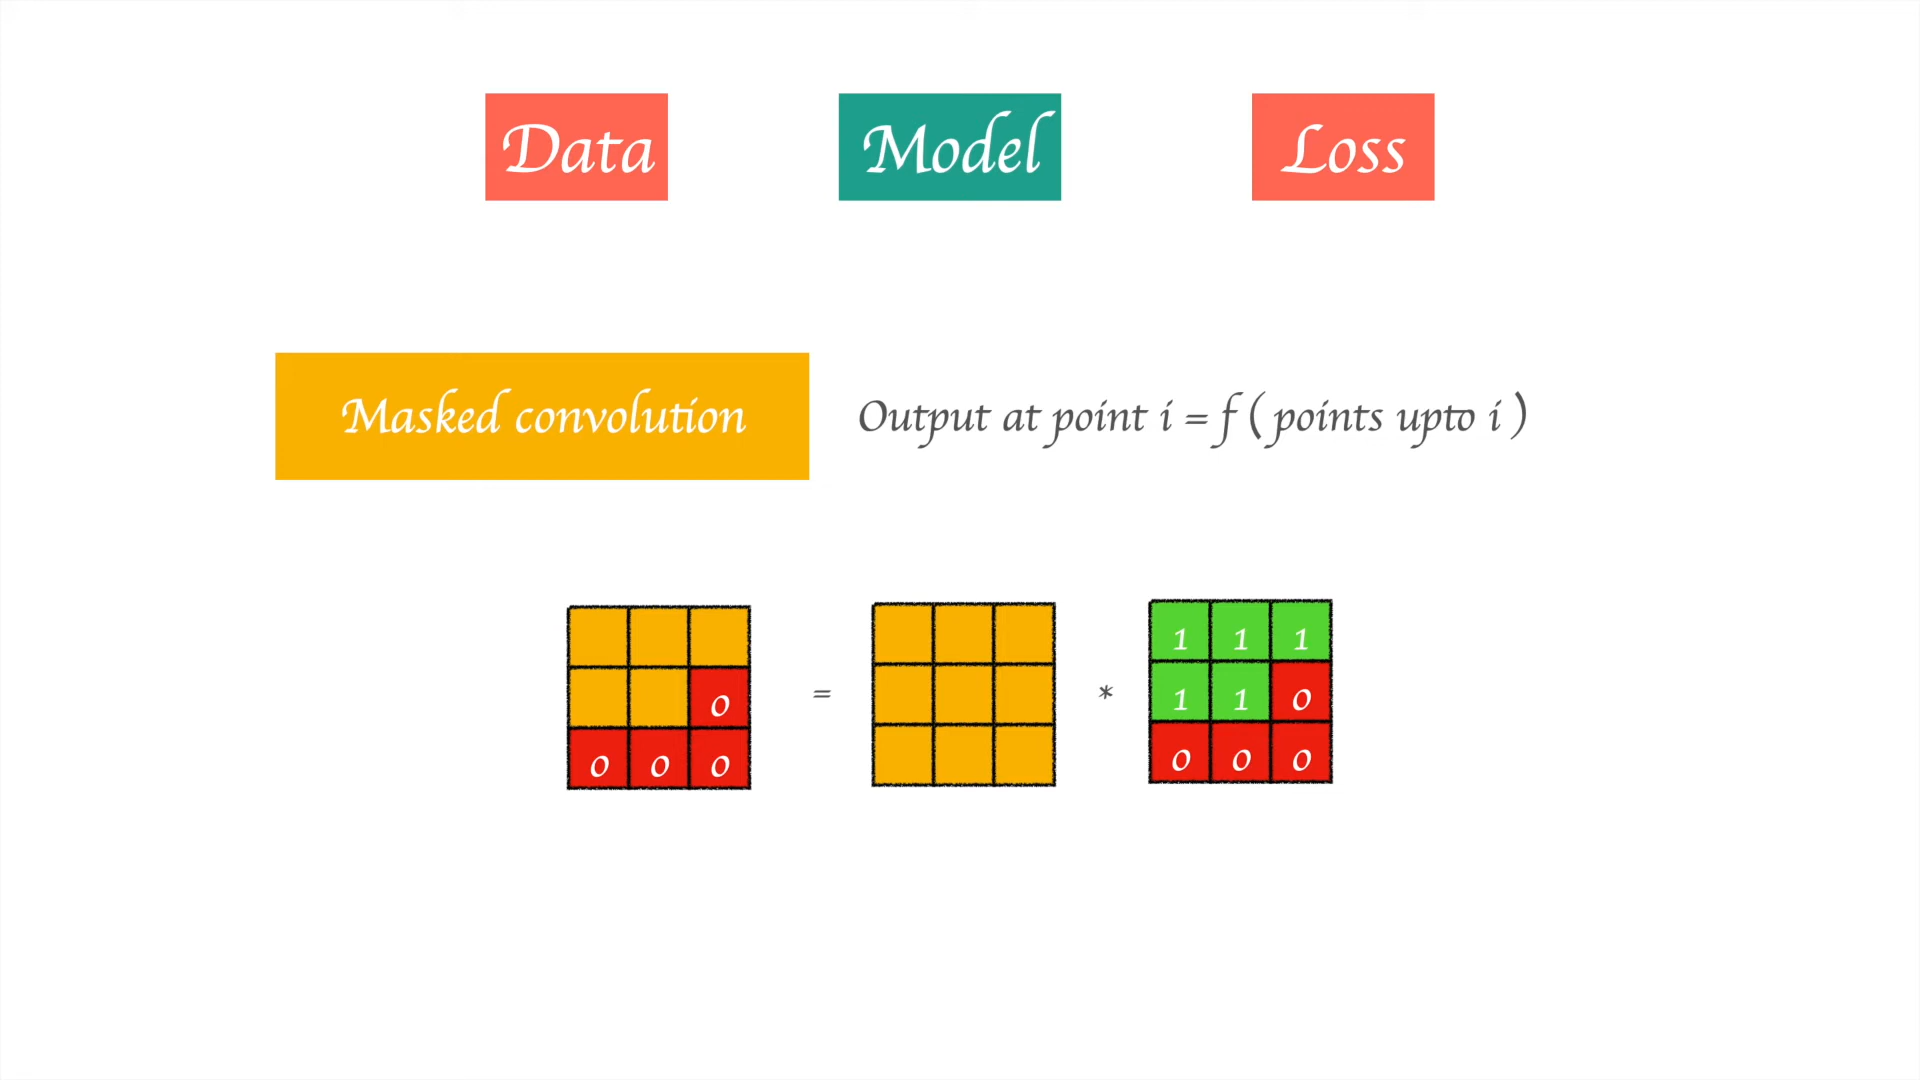 Data Model Loss
Masked convolution Output at point i = f ( points upto i )
1 1 1
0 1 1 0
0 0 0 = * 0 0 0